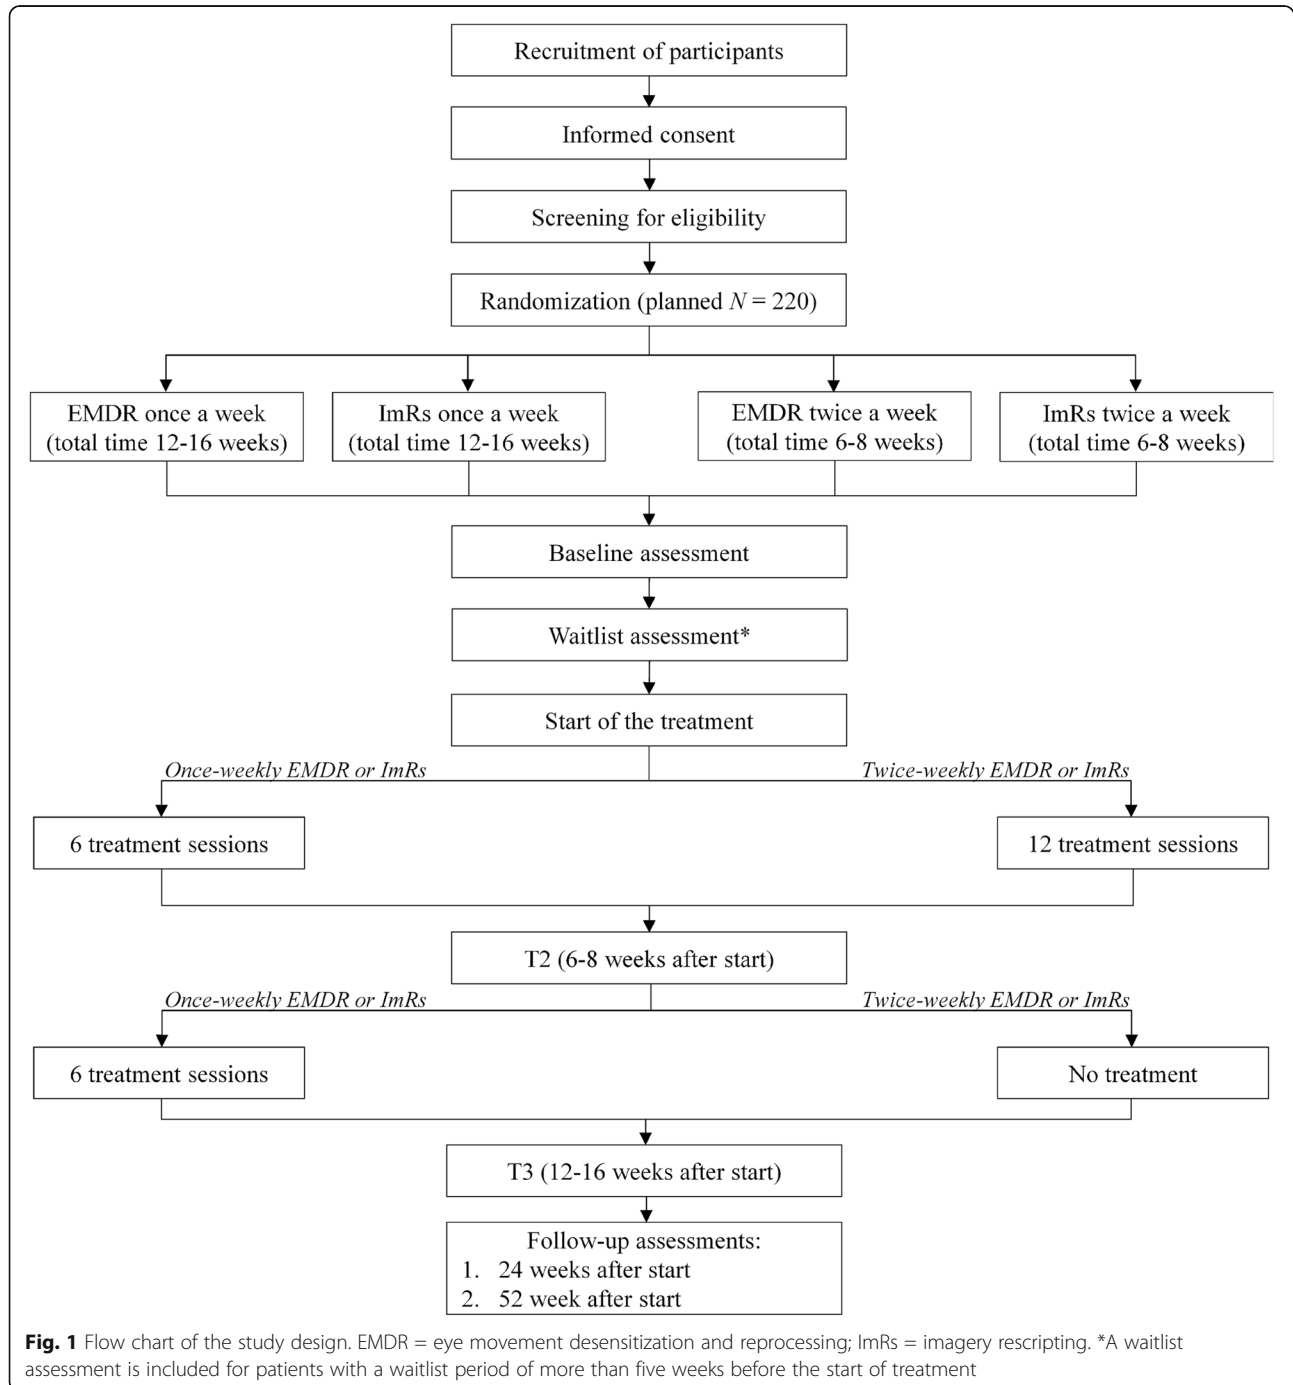 Recruitment of participants
Informed consent
Screening for eligibility
Randomization (planned N = 220)
EMDR once a week
(total time 12-16 weeks)
ImRs once a week
(total time 12-16 weeks)
EMDR twice a week
(total time 6-8 weeks)
ImRs twice a week
(total time 6-8 weeks)
Baseline assessment
Waitlist assessment*
Start of the treatment
Once-weekly EMDR or ImRs
Twice-weekly EMDR or ImRs
6 treatment sessions
12 treatment sessions
T2 (6-8 weeks after start)
Once-weekly EMDR or ImRs
Twice-weekly EMDR or ImRs
6 treatment sessions
No treatment
T3 (12-16 weeks after start)
Follow-up assessments:
1. 24 weeks after start
2. 52 week after start
Fig. 1 Flow chart of the study design. EMDR = eye movement desensitization and reprocessing; ImRs = imagery rescripting. *A waitlist
assessment is included for patients with a waitlist period of more than five weeks before the start of treatment